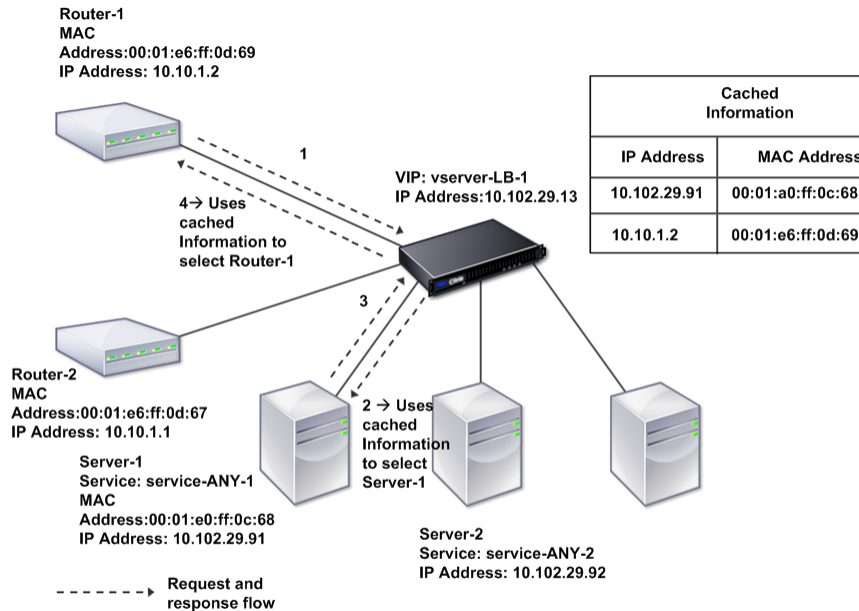 Router-1
MAC
Address:00:01:e6:ff:0d:69
IP Address: 10.10.1.2
1
4→ Uses
cached
Information to
select Router-1
VIP: vserver-LB-1
IP Address:10.102.29.13
Cached
Information
IP Address MAC Address
10.102.29.91 00:01:a0:ff:0c:68
10.10.1.2 00:01:e6:ff:0d:69
Citrix
3
Router-2
MAC
Address:00:01:e6:ff:0d:67
IP Address: 10.10.1.1
2 → Uses
cached
Information
to select
Server-1
Server-1
Service: service-ANY-1
MAC
Address:00:01:e0:ff:0c:68
IP Address: 10.102.29.91
Server-2
Service: service-ANY-2
IP Address: 10.102.29.92
Request and
response flow